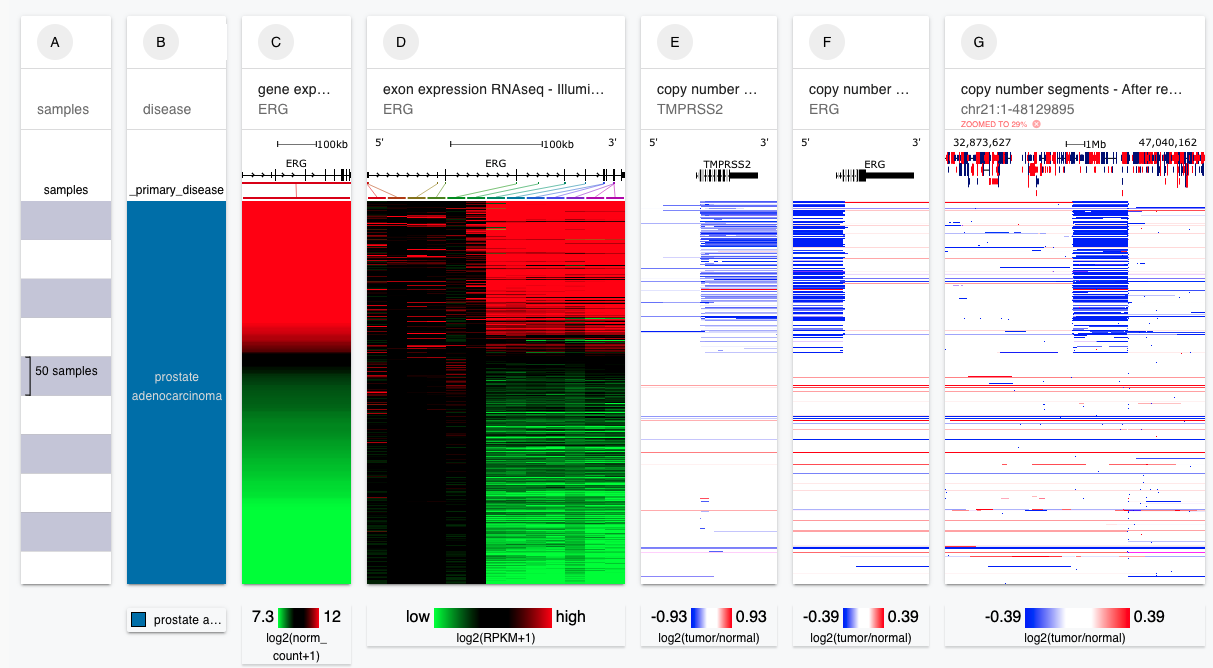 A
B
C
D
E
F
G
samples
disease
gene exp...
ERG
exon expression RNAseq - Illumi...
ERG
copy number ...
TMPRSS2
copy number ...
ERG
copy number segments - After re...
chr21:1-48129895
ZOOMED TO 29%
samples
_primary_disease
100kb
ERG
5' 100kb 3'
ERG
5' 3'
TMPRSS2
5' 3'
ERG
32,873,627 1Mb 47,040,162
50 samples
prostate
adenocarcinoma
prostate a...
7.3 12
log2(norm_
count+1)
low high
log2(RPKM+1)
-0.93 0.93
log2(tumor/normal)
-0.39 0.39
log2(tumor/normal)
-0.39 0.39
log2(tumor/normal)